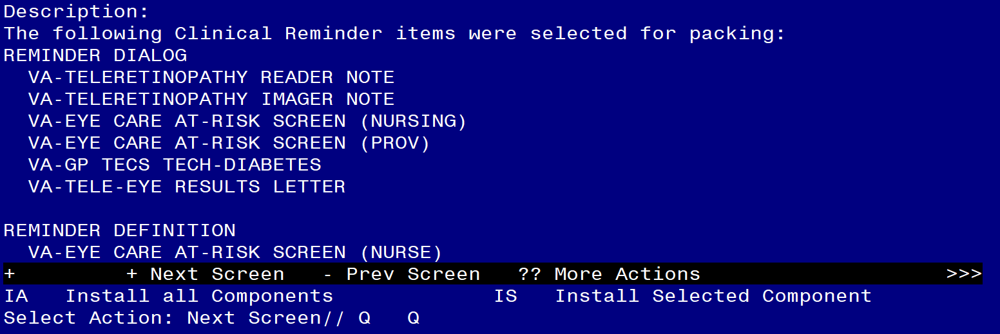 Description:
The following Clinical Reminder items were selected for packing:
REMINDER DIALOG
  VA-TELERETINOPATHY READER NOTE
  VA-TELERETINOPATHY IMAGER NOTE
  VA-EYE CARE AT-RISK SCREEN (NURSING)
  VA-EYE CARE AT-RISK SCREEN (PROV)
  VA-GP TECS TECH-DIABETES
  VA-TELE-EYE RESULTS LETTER

REMINDER DEFINITION
  VA-EYE CARE AT-RISK SCREEN (NURSE)
+         + Next Screen   - Prev Screen   ?? More Actions                    >>>
IA   Install all Components             IS   Install Selected Component
Select Action: Next Screen// Q   Q